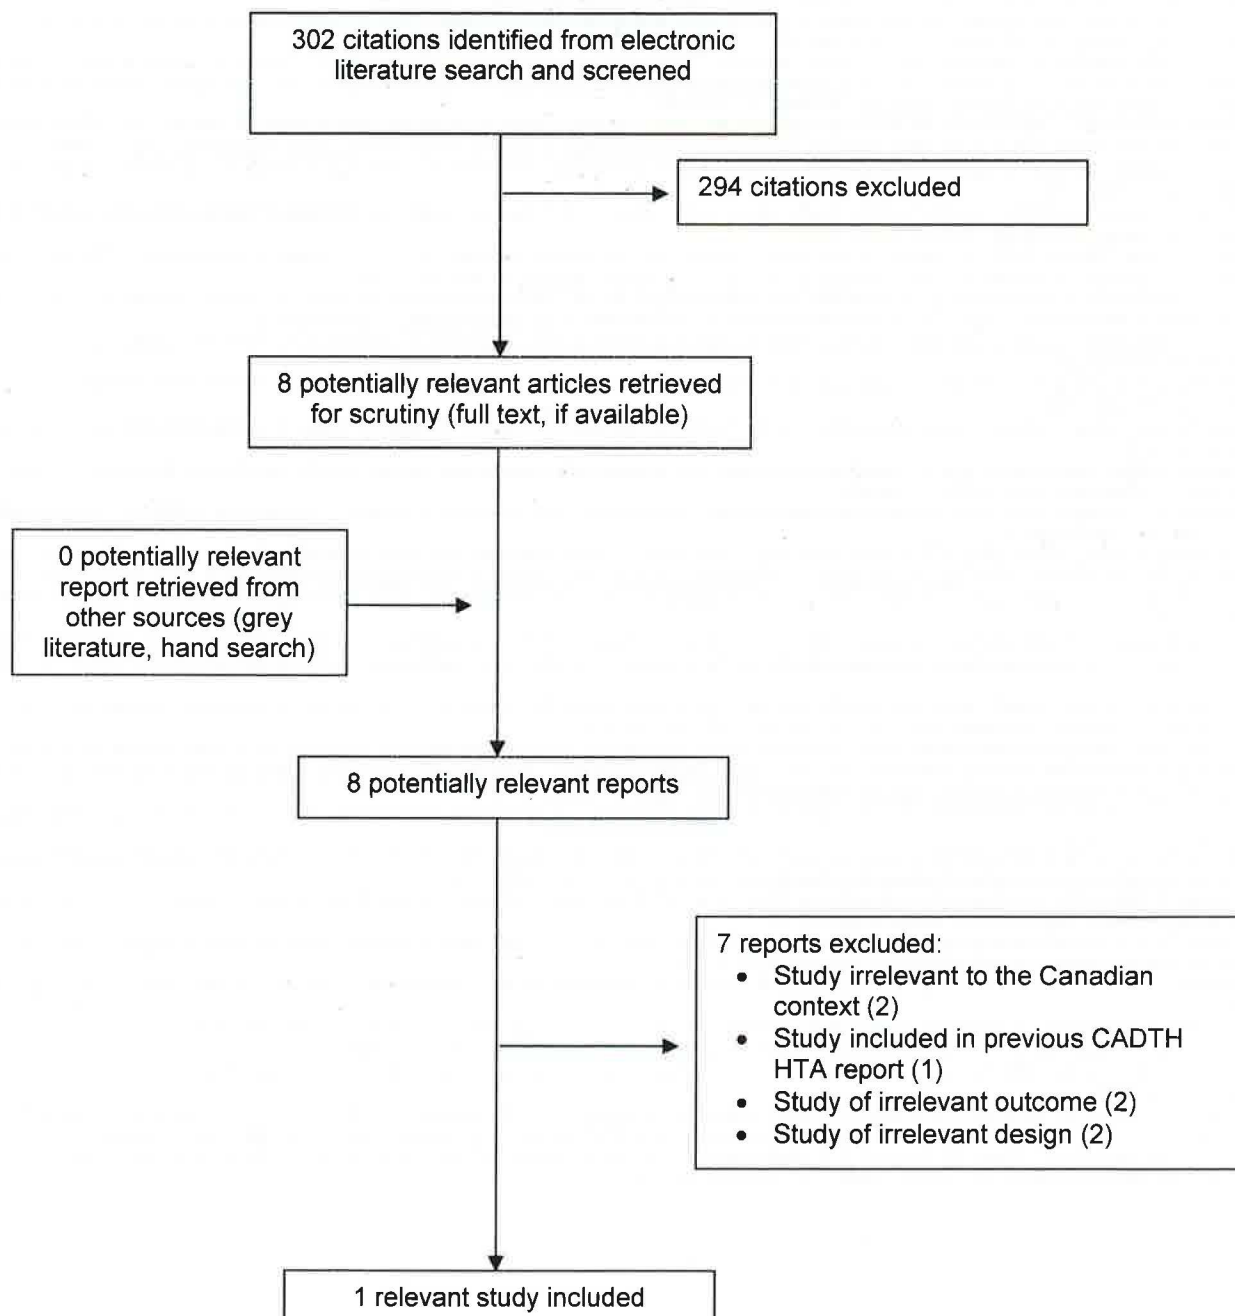 302 citations identified from electronic
literature search and screened
294 citations excluded
8 potentially relevant articles retrieved
for scrutiny (full text, if available)
0 potentially relevant
report retrieved from
other sources (grey
literature, hand search)
8 potentially relevant reports
7 reports excluded:
• Study irrelevant to the Canadian
context (2)
• Study included in previous CADTH
HTA report (1)
• Study of irrelevant outcome (2)
• Study of irrelevant design (2)
1 relevant study included